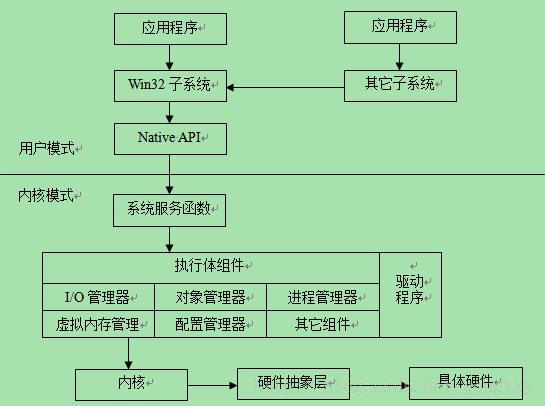 应用程序
应用程序
Win32 子系统
其它子系统
Native API
用户模式
内核模式
系统服务函数
执行体组件
驱动
程序
I/O 管理器
对象管理器
进程管理器
虚拟内存管理
配置管理器
其它组件
内核
硬件抽象层
具体硬件